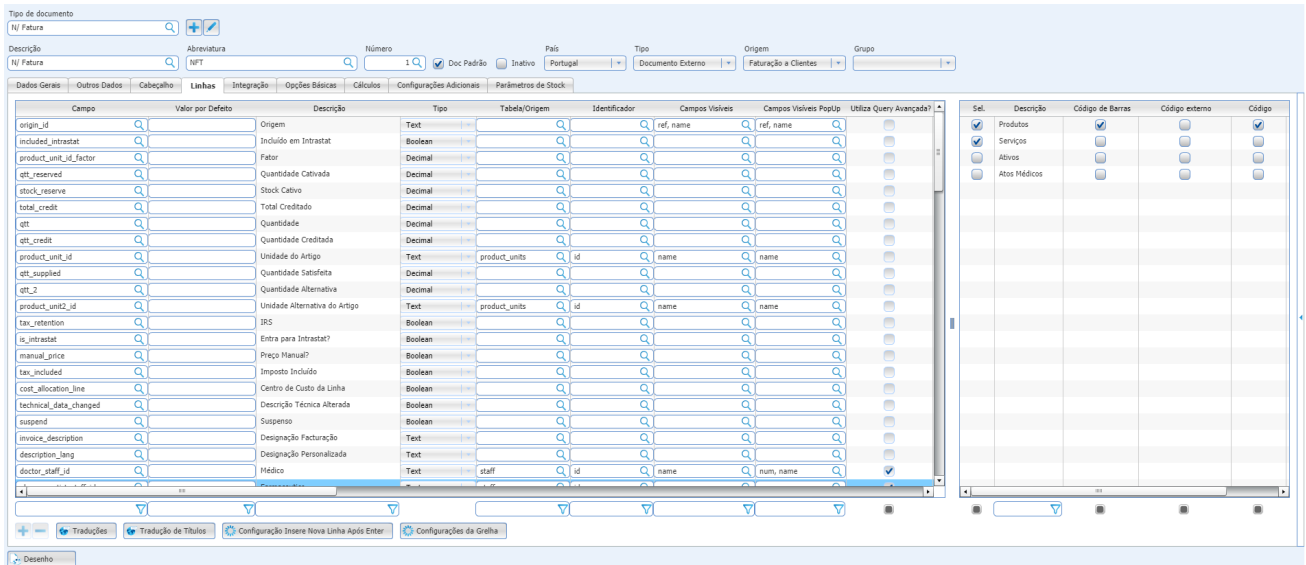 Tipo de documento
N/ Fatura
Descrição Abreviatura Número País Tipo Origem Grupo
N/ Fatura NFT 1 Doc Padrão Inativo Portugal Documento Externo Faturação a Clientes
Dados Gerais Outros Dados Cabeçalho Linhas Integração Opções Básicas Cálculos Configurações Adicionais Parâmetros de Stock
Campo Valor por Defeito Descrição Tipo Tabela/Origem Identificador Campos Visíveis Campos Visíveis PopUp Utiliza Query Avançada? Sel. Descrição Código de Barras Código externo Código
origin_id Origem Text ref, name ref, name Produtos
included_intrastat Incluído em Intrastat Boolean Serviços
product_unit_id_factor Fator Decimal Ativos
qtt_reserved Quantidade Cativada Decimal Atos Médicos
stock_reserve Stock Cativo Decimal
total_credit Total Creditado Decimal
qtt Quantidade Decimal
qtt_credit Quantidade Creditada Decimal
product_unit_id Unidade do Artigo Text product_units id name name
qtt_supplied Quantidade Satisfeita Decimal
qtt_2 Quantidade Alternativa Decimal
product_unit2_id Unidade Alternativa do Artigo Text product_units id name name
tax_retention IRS Boolean
is_intrastat Entra para Intrastat? Boolean
manual_price Preço Manual? Boolean
tax_included Imposto Incluído Boolean
cost_allocation_line Centro de Custo da Linha Boolean
technical_data_changed Descrição Técnica Alterada Boolean
suspend Suspenso Boolean
invoice_description Designação Facturação Text
description_lang Designação Personalizada Text
doctor_staff_id Médico Text staff id name num, name
Traduções Tradução de Títulos Configuração Insere Nova Linha Após Enter Configurações da Grelha
Desenho